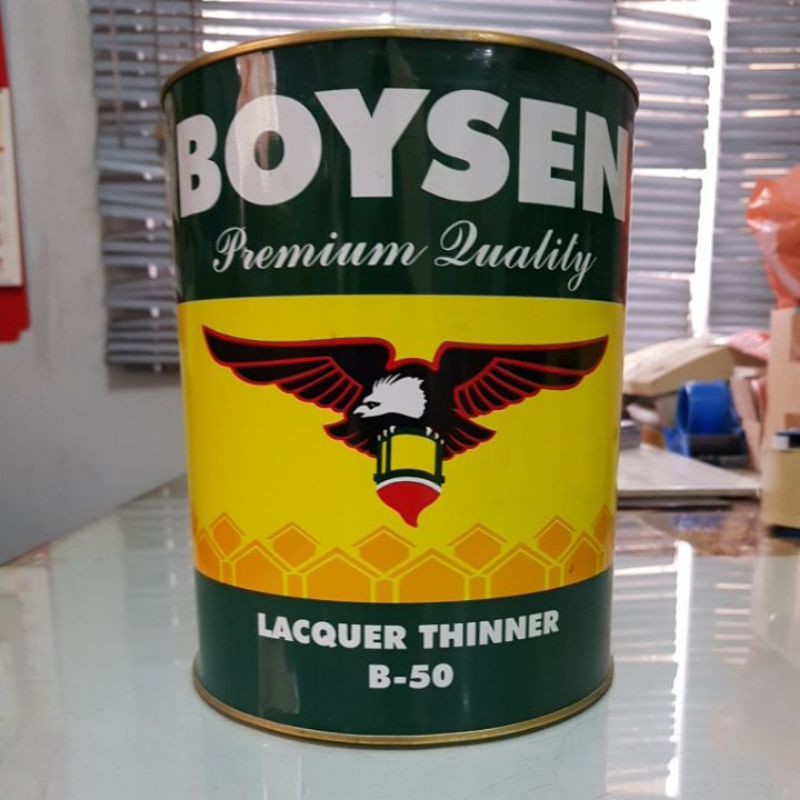 BOYSEN
Premium Quality
LACQUER THINNER
B-50